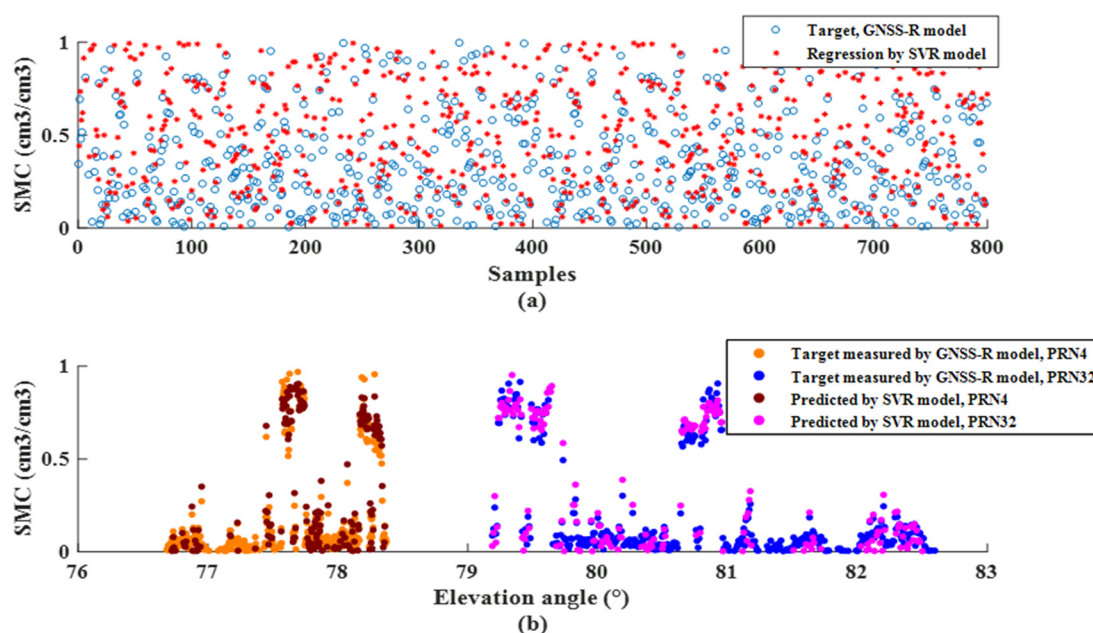 Target, GNSS-R model
Regression by SVR model
SMC (cm3/cm3)
1
0.5
0
0 100 200 300 400 500 600 700 800
Samples
(a)
Target measured by GNSS-R model, PRN4
Target measured by GNSS-R model, PRN32
Predicted by SVR model, PRN4
Predicted by SVR model, PRN32
SMC (cm3/cm3)
1
0.5
0
76 77 78 79 80 81 82 83
Elevation angle (°)
(b)